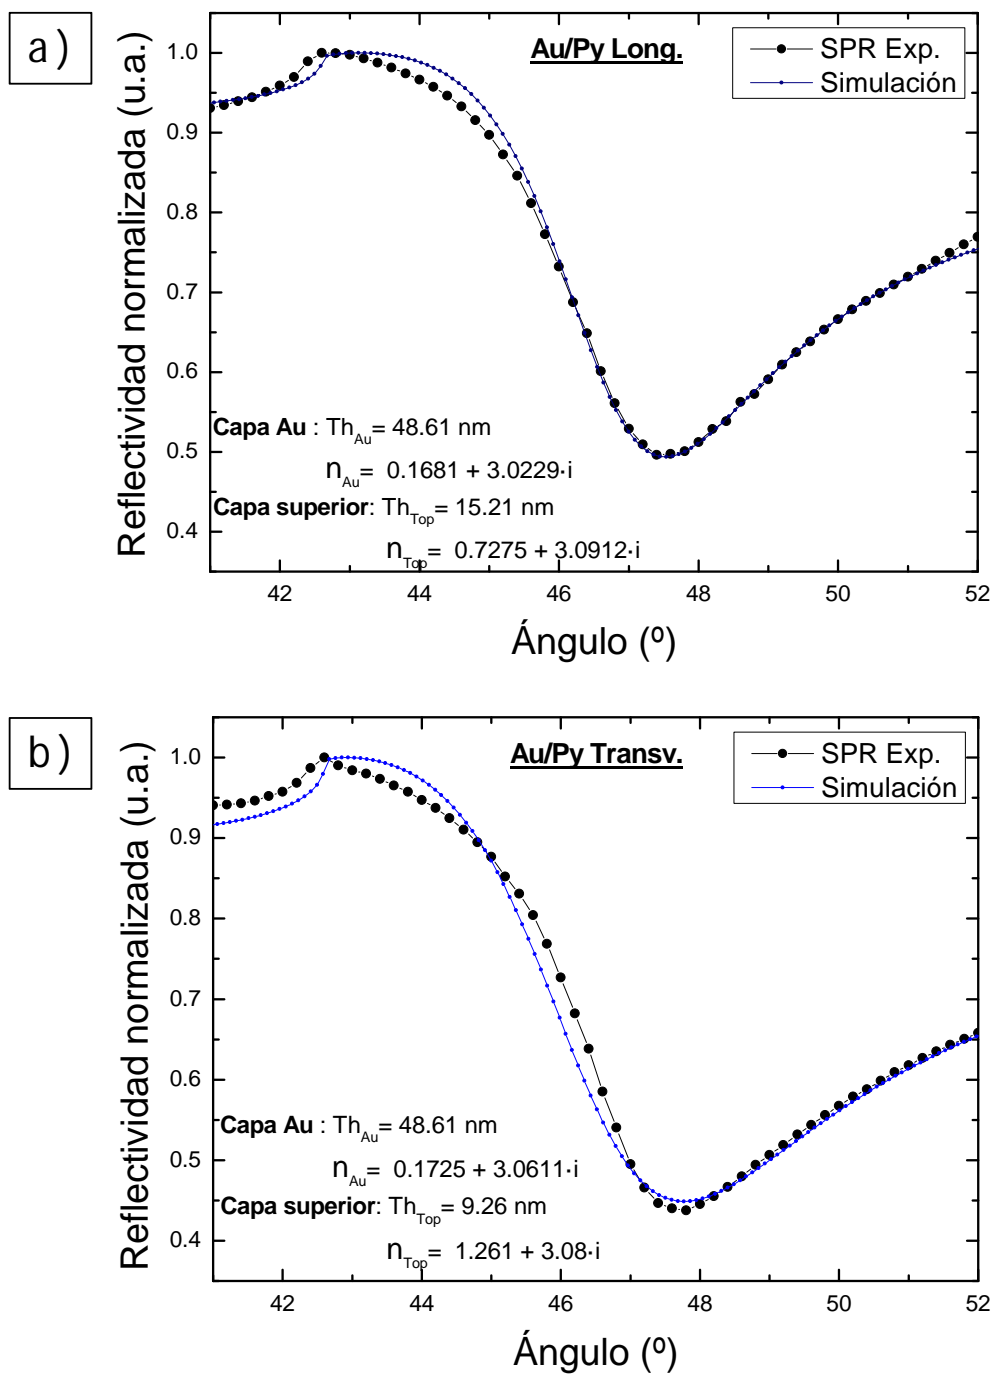 a)
Au/Py Long.
SPR Exp.
Simulación
Reflectividad normalizada (u.a.)
1.0
0.9
0.8
0.7
0.6
0.5
0.4
Capa Au : Th_Au= 48.61 nm
n_Au= 0.1681 + 3.0229·i
Capa superior: Th_Top= 15.21 nm
n_Top= 0.7275 + 3.0912·i
42 44 46 48 50 52
Ángulo (º)
b)
Au/Py Transv.
SPR Exp.
Simulación
Reflectividad normalizada (u.a.)
1.0
0.9
0.8
0.7
0.6
0.5
0.4
Capa Au : Th_Au= 48.61 nm
n_Au= 0.1725 + 3.0611·i
Capa superior: Th_Top= 9.26 nm
n_Top= 1.261 + 3.08·i
42 44 46 48 50 52
Ángulo (º)